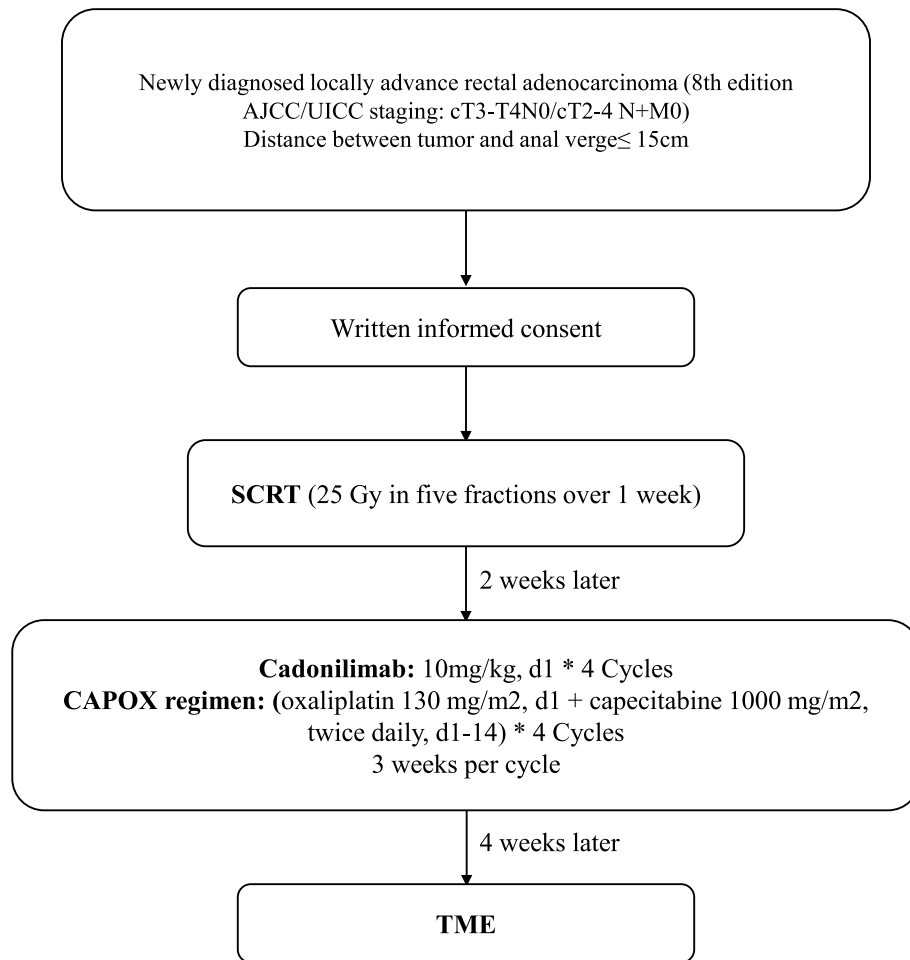 Newly diagnosed locally advance rectal adenocarcinoma (8th edition
AJCC/UICC staging: cT3-T4N0/cT2-4 N+M0)
Distance between tumor and anal verge≤ 15cm
Written informed consent
SCRT (25 Gy in five fractions over 1 week)
2 weeks later
Cadonilimab: 10mg/kg, d1 * 4 Cycles
CAPOX regimen: (oxaliplatin 130 mg/m2, d1 + capecitabine 1000 mg/m2,
twice daily, d1-14) * 4 Cycles
3 weeks per cycle
4 weeks later
TME